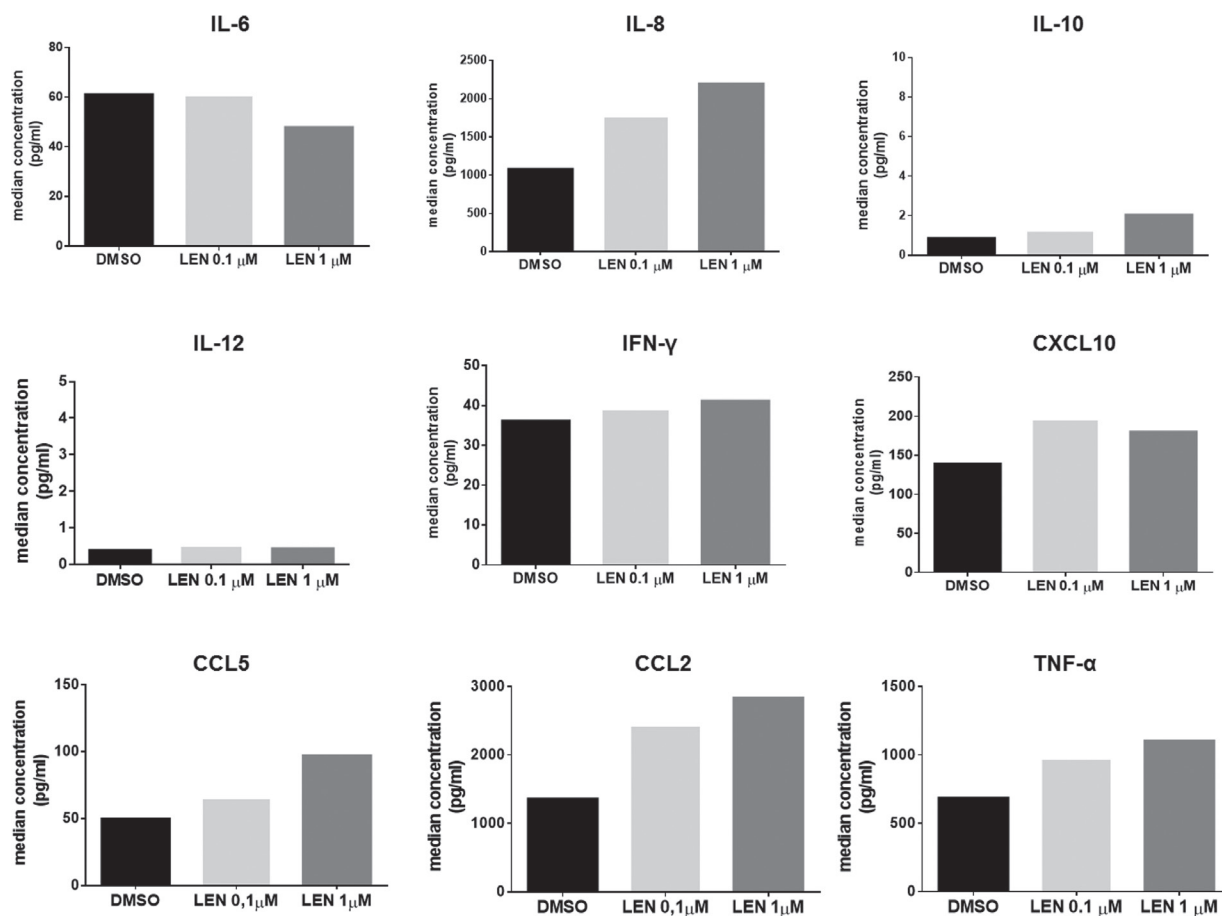 IL-6
median concentration
(pg/ml)
80
60
40
20
0
DMSO
LEN 0.1 μM
LEN 1 μM
IL-8
median concentration
(pg/ml)
2500
2000
1500
1000
500
0
DMSO
LEN 0.1 μM
LEN 1 μM
IL-10
median concentration
(pg/ml)
10
8
6
4
2
0
DMSO
LEN 0.1 μM
LEN 1 μM
IL-12
median concentration
(pg/ml)
5
4
3
2
1
0
DMSO
LEN 0.1 μM
LEN 1 μM
IFN-γ
median concentration
(pg/ml)
50
40
30
20
10
0
DMSO
LEN 0.1 μM
LEN 1 μM
CXCL10
median concentration
(pg/ml)
250
200
150
100
50
0
DMSO
LEN 0.1 μM
LEN 1 μM
CCL5
median concentration
(pg/ml)
150
100
50
0
DMSO
LEN 0,1μM
LEN 1μM
CCL2
median concentration
(pg/ml)
3000
2000
1000
0
DMSO
LEN 0,1μM
LEN 1μM
TNF-α
median concentration
(pg/ml)
1500
1000
500
0
DMSO
LEN 0.1 μM
LEN 1 μM